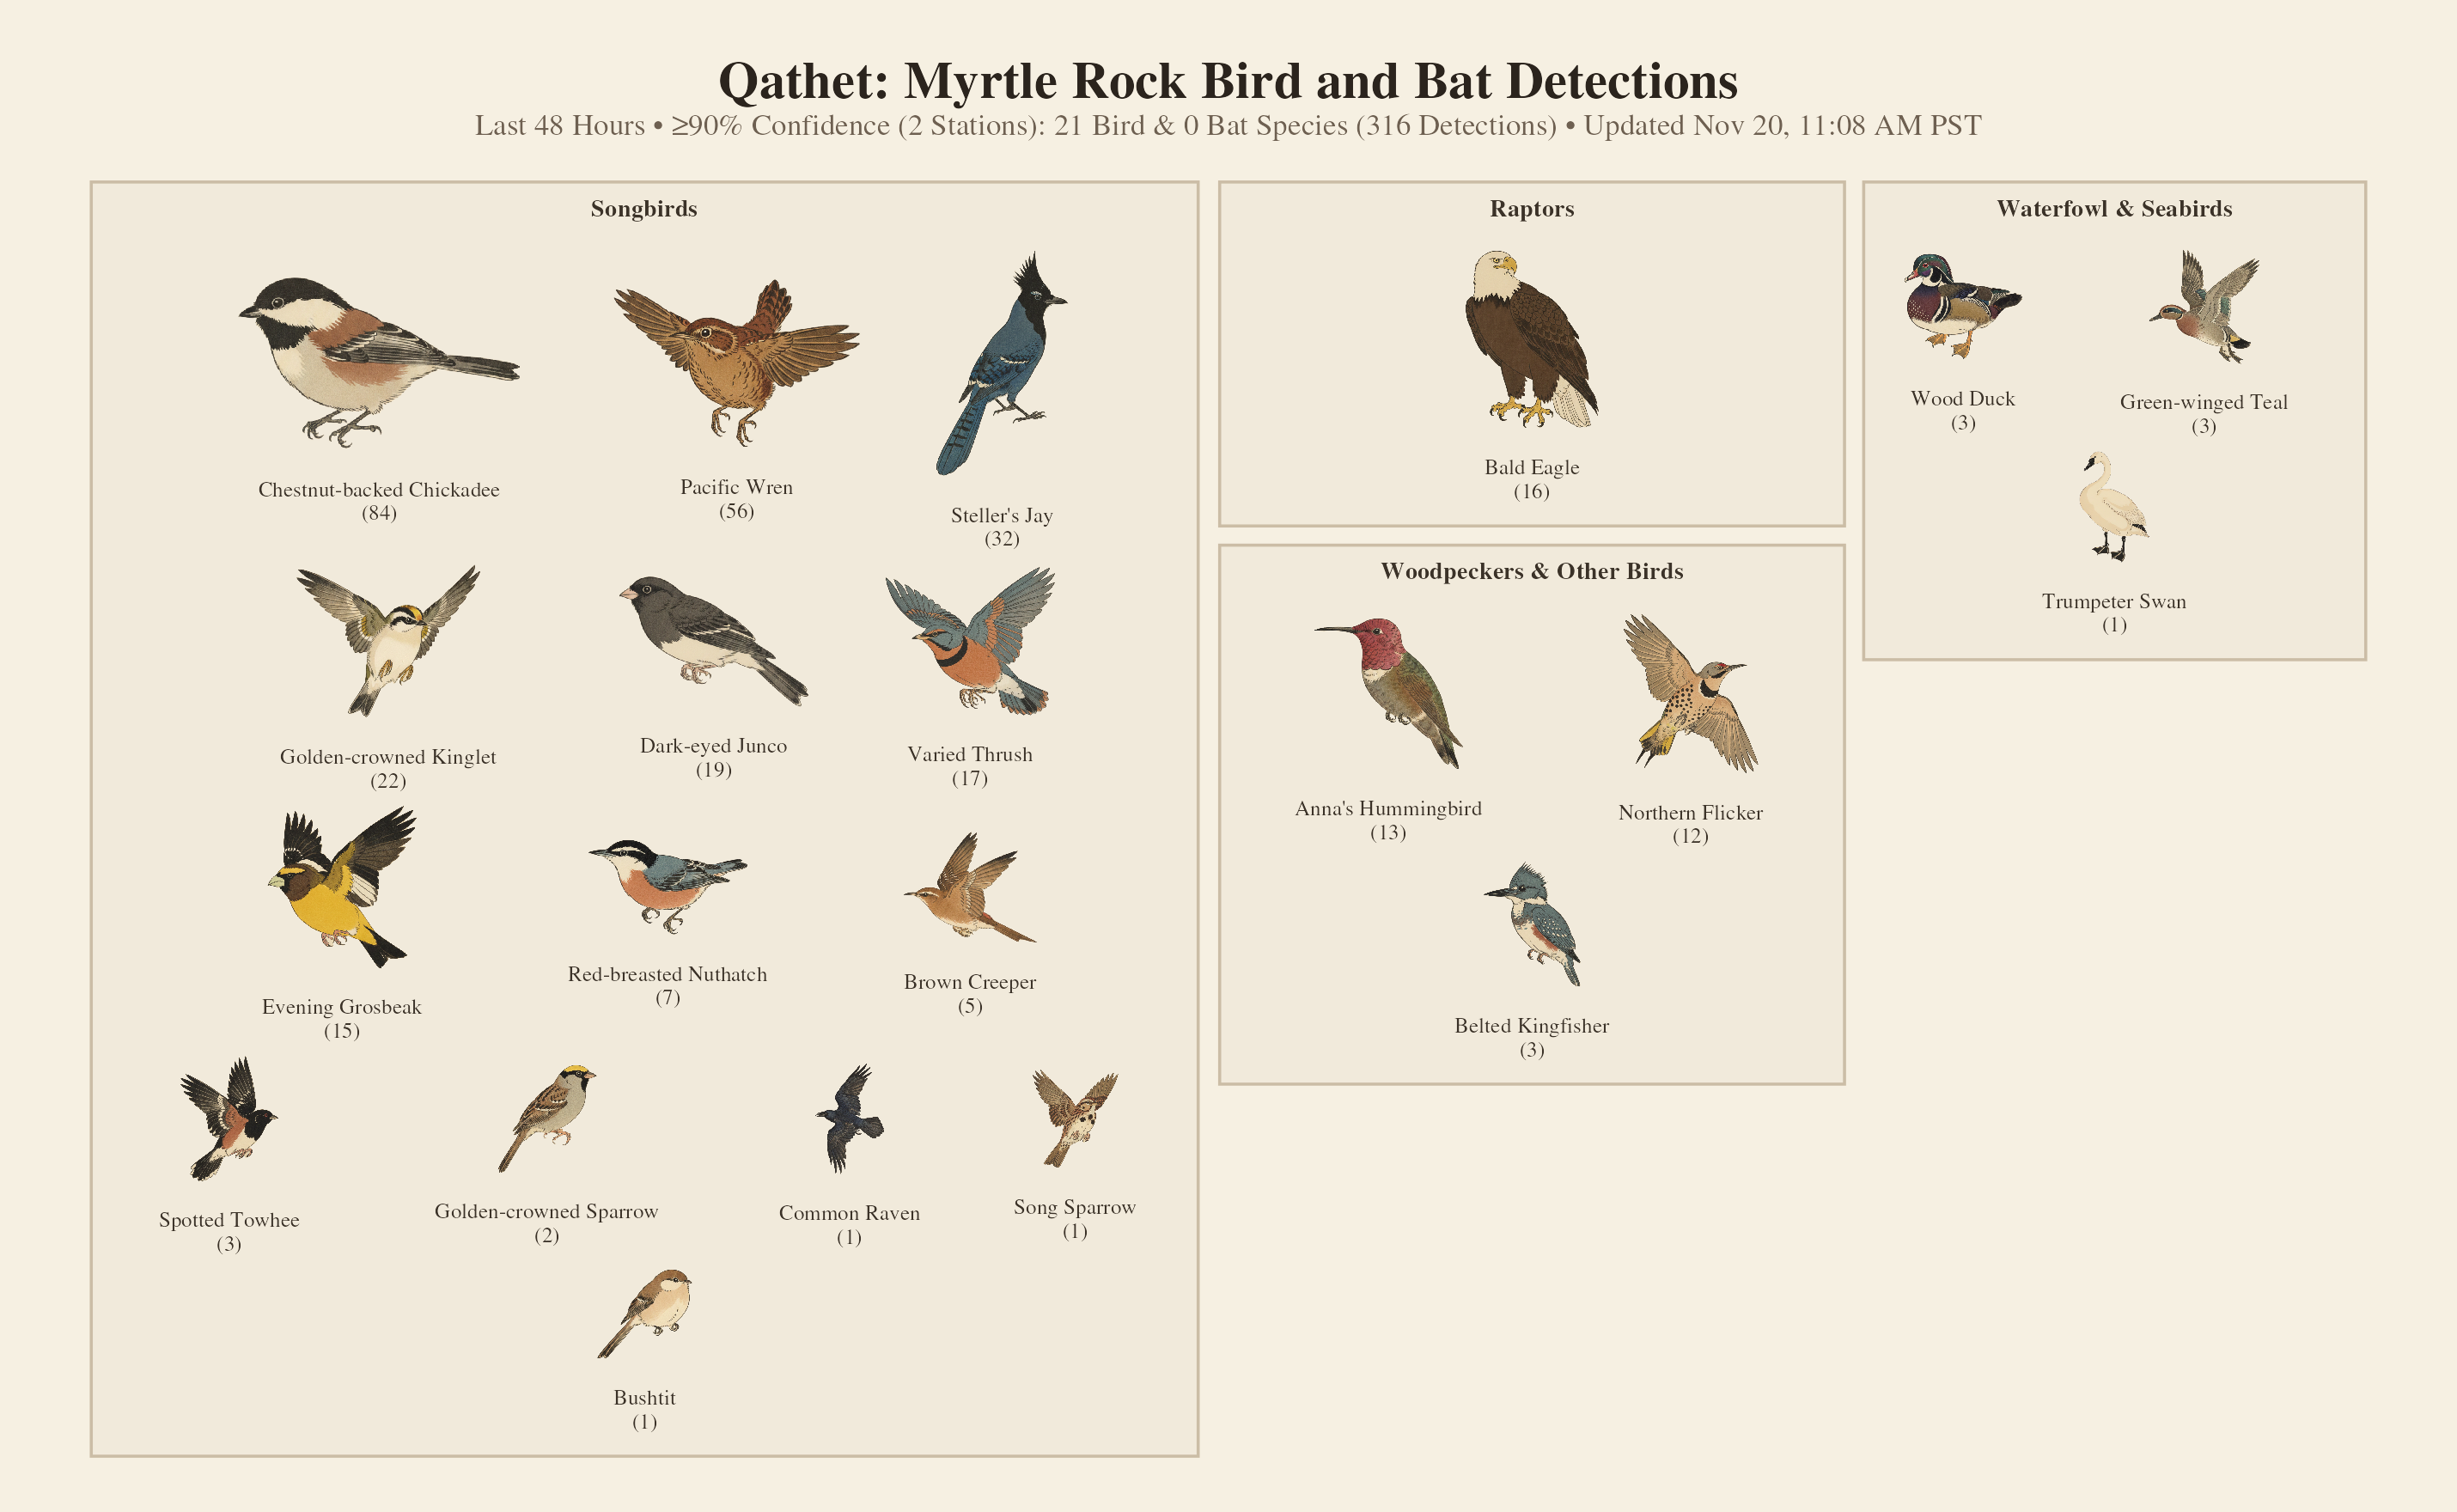 Qathet: Myrtle Rock Bird and Bat Detections
Last 48 Hours • ≥90% Confidence (2 Stations): 21 Bird & 0 Bat Species (316 Detections) • Updated Nov 20, 11:08 AM PST
Songbirds
Chestnut-backed Chickadee
(84)
Pacific Wren
(56)
Steller's Jay
(32)
Golden-crowned Kinglet
(22)
Dark-eyed Junco
(19)
Varied Thrush
(17)
Evening Grosbeak
(15)
Red-breasted Nuthatch
(7)
Brown Creeper
(5)
Spotted Towhee
(3)
Golden-crowned Sparrow
(2)
Common Raven
(1)
Song Sparrow
(1)
Bushtit
(1)
Raptors
Bald Eagle
(16)
Woodpeckers & Other Birds
Anna's Hummingbird
(13)
Northern Flicker
(12)
Belted Kingfisher
(3)
Waterfowl & Seabirds
Wood Duck
(3)
Green-winged Teal
(3)
Trumpeter Swan
(1)